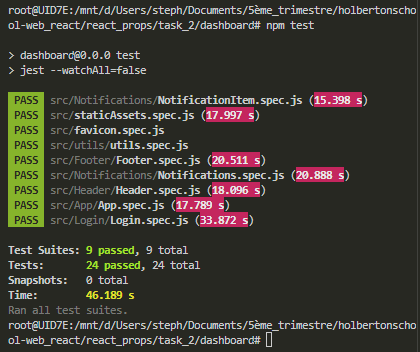 root@UID7E:/mnt/d/Users/steph/Documents/5ème_trimestre/holbertonscho
ol-web_react/react_props/task_2/dashboard# npm test
> dashboard@0.0.0 test
> jest --watchAll=false
PASS src/Notifications/NotificationItem.spec.js (15.398 s)
PASS src/staticAssets.spec.js (17.997 s)
PASS src/favicon.spec.js
PASS src/utils/utils.spec.js
PASS src/Footer/Footer.spec.js (20.511 s)
PASS src/Notifications/Notifications.spec.js (20.888 s)
PASS src/Header/Header.spec.js (18.096 s)
PASS src/App/App.spec.js (17.789 s)
PASS src/Login/Login.spec.js (33.872 s)
Test Suites: 9 passed, 9 total
Tests: 24 passed, 24 total
Snapshots: 0 total
Time: 46.189 s
Ran all test suites.
root@UID7E:/mnt/d/Users/steph/Documents/5ème_trimestre/holbertonscho
ol-web_react/react_props/task_2/dashboard#